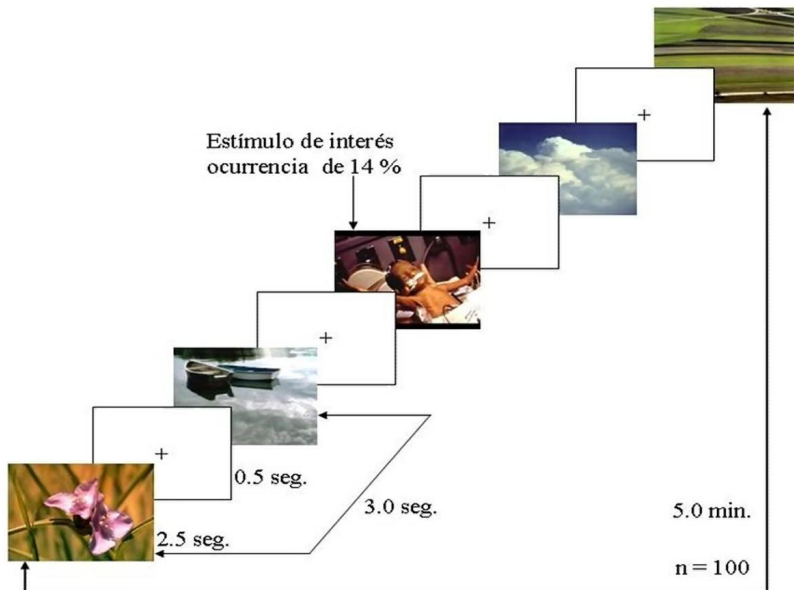 Estímulo de interés
ocurrencia de 14 %
0.5 seg.
2.5 seg.
3.0 seg.
5.0 min.
n = 100